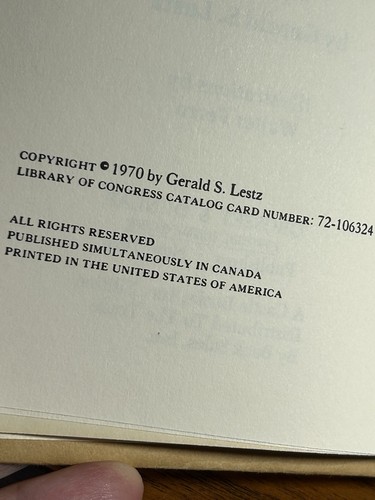 COPYRIGHT © 1970 by Gerald S. Lestz
LIBRARY OF CONGRESS CATALOG CARD NUMBER: 72-106324
ALL RIGHTS RESERVED
PUBLISHED SIMULTANEOUSLY IN CANADA
PRINTED IN THE UNITED STATES OF AMERICA